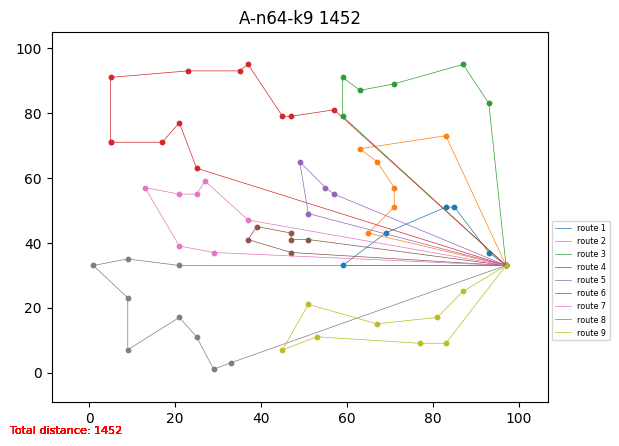 A-n64-k9 1452
100
80
60
40
20
0
0 20 40 60 80 100
route 1
route 2
route 3
route 4
route 5
route 6
route 7
route 8
route 9
Total distance: 1452